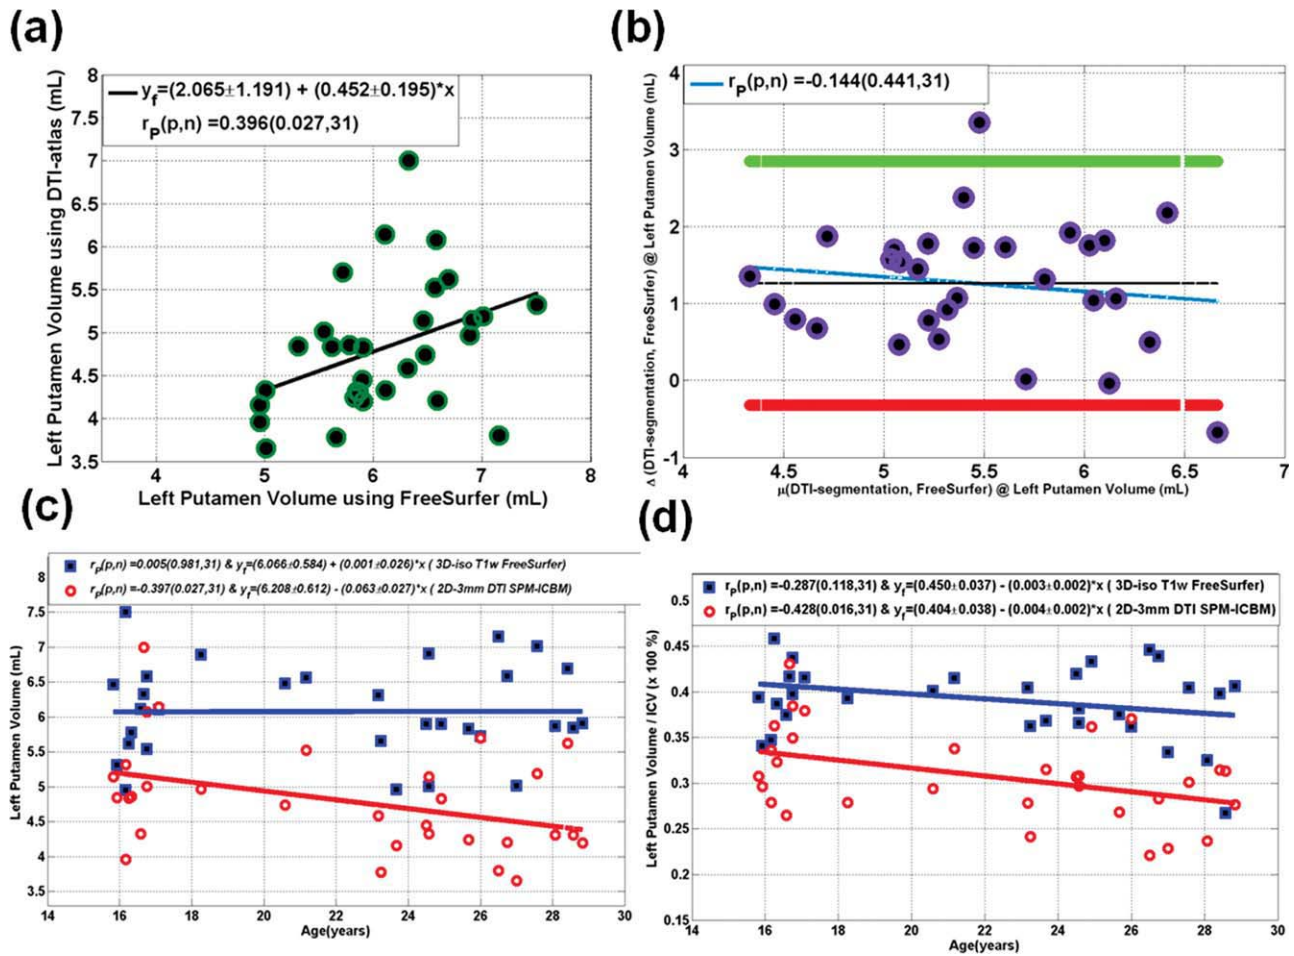 (a)
y_f=(2.065±1.191) + (0.452±0.195)*x
r_P(p,n) =0.396(0.027,31)
Left Putamen Volume using DTI-atlas (mL)
8
7.5
7
6.5
6
5.5
5
4.5
4
3.5
4 5 6 7 8
Left Putamen Volume using FreeSurfer (mL)
(b)
r_P(p,n) =-0.144(0.441,31)
Δ (DTI-segmentation, FreeSurfer) @ Left Putamen Volume (mL)
4
3
2
1
0
-1
4 4.5 5 5.5 6 6.5 7
μ(DTI-segmentation, FreeSurfer) @ Left Putamen Volume (mL)
(c)
r_P(p,n) =0.005(0.981,31) & y_f=(6.066±0.584) + (0.001±0.026)*x ( 3D-iso T1w FreeSurfer)
r_P(p,n) =-0.397(0.027,31) & y_f=(6.208±0.612) - (0.063±0.027)*x ( 2D-3mm DTI SPM-ICBM)
Left Putamen Volume (mL)
8
7.5
7
6.5
6
5.5
5
4.5
4
3.5
14 16 18 20 22 24 26 28 30
Age(years)
(d)
r_P(p,n) =-0.287(0.118,31) & y_f=(0.450±0.037) - (0.003±0.002)*x ( 3D-iso T1w FreeSurfer)
r_P(p,n) =-0.428(0.016,31) & y_f=(0.404±0.038) - (0.004±0.002)*x ( 2D-3mm DTI SPM-ICBM)
Left Putamen Volume / ICV (x 100 %)
0.5
0.45
0.4
0.35
0.3
0.25
0.2
0.15
14 16 18 20 22 24 26 28 30
Age(years)